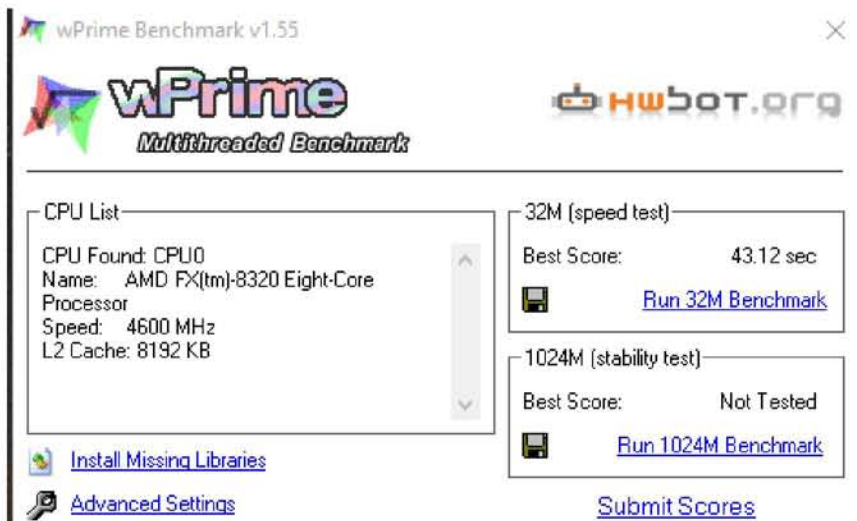 wPrime Benchmark v1.55
wPrime
Multithreaded Benchmark
HWBOT.ORG
CPU List
CPU Found: CPU0
Name: AMD FX(tm)-8320 Eight-Core
Processor
Speed: 4600 MHz
L2 Cache: 8192 KB
Install Missing Libraries
Advanced Settings
32M (speed test)
Best Score: 43.12 sec
Run 32M Benchmark
1024M (stability test)
Best Score: Not Tested
Run 1024M Benchmark
Submit Scores